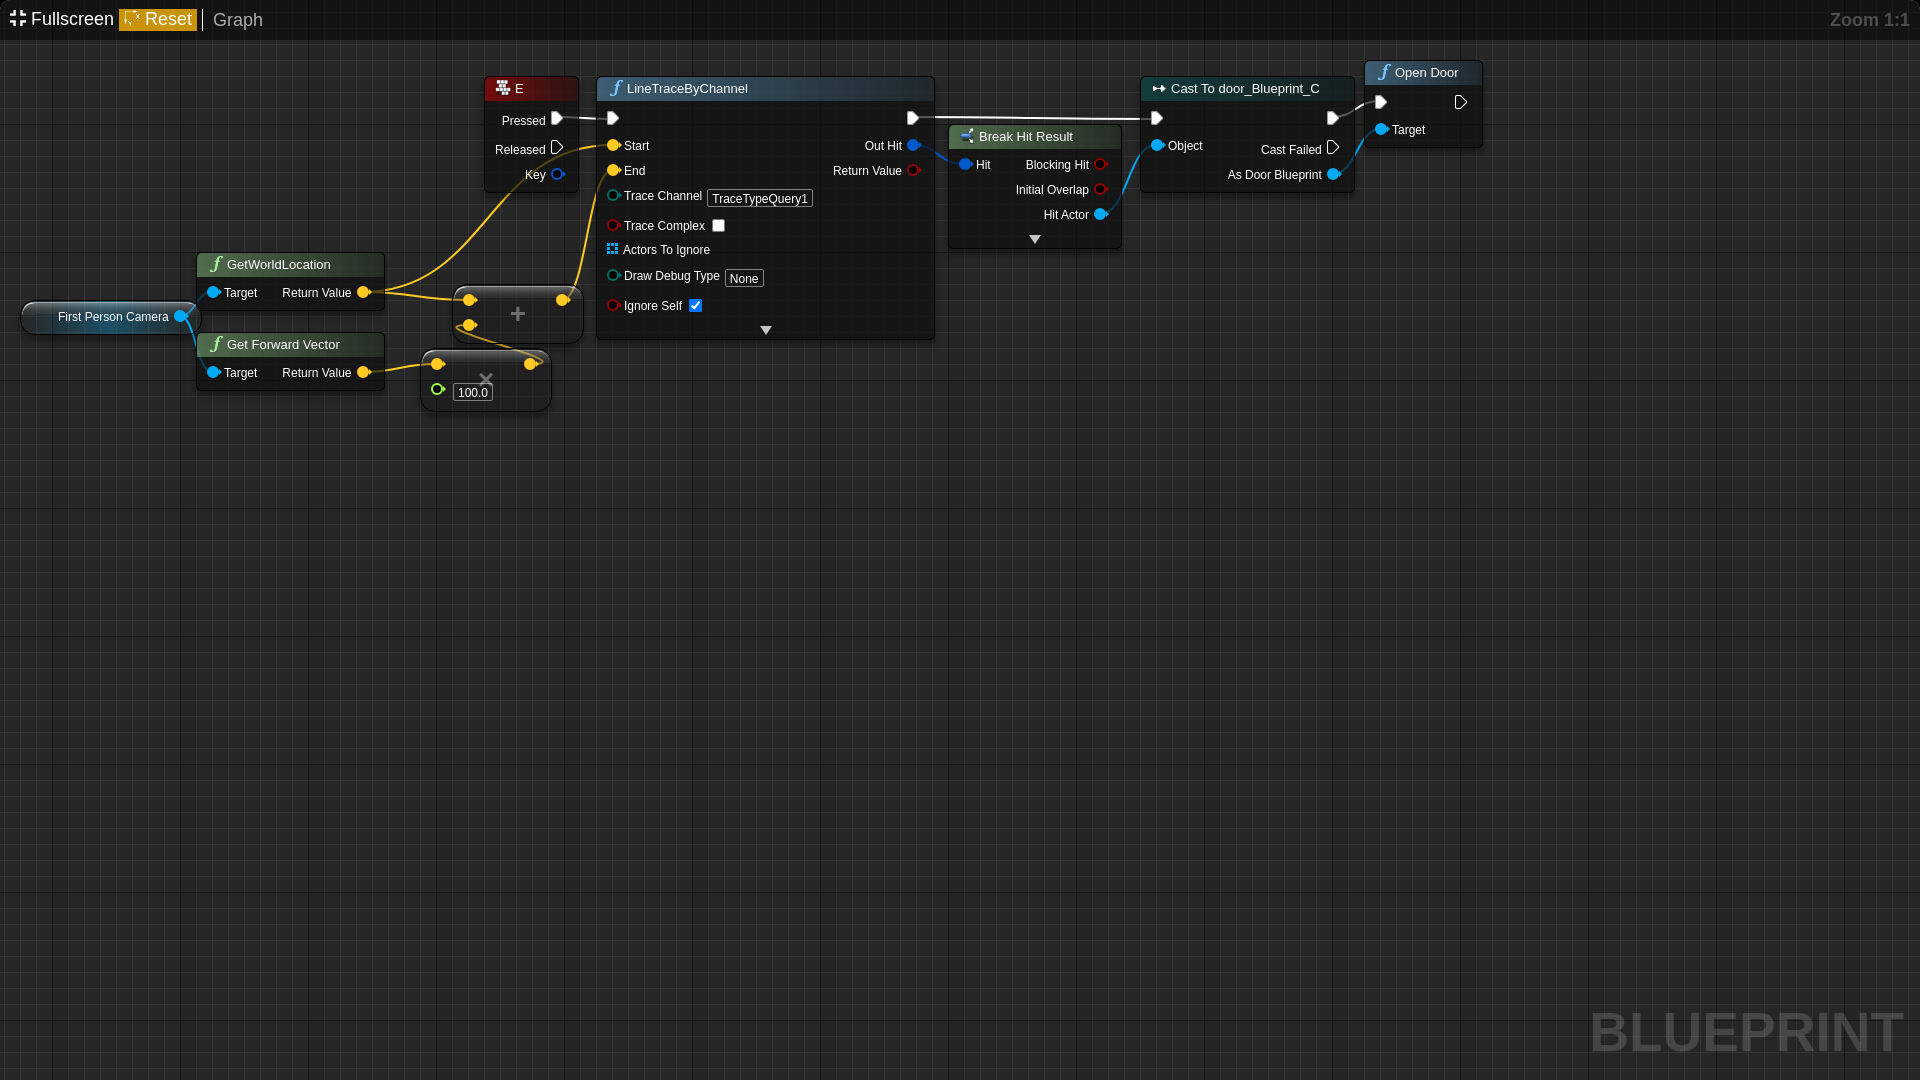 Fullscreen Reset Graph
Zoom 1:1
E
Pressed
Released
Key
LineTraceByChannel
Start
End
Trace Channel TraceTypeQuery1
Trace Complex
Actors To Ignore
Draw Debug Type None
Ignore Self
Out Hit
Return Value
Break Hit Result
Hit
Blocking Hit
Initial Overlap
Hit Actor
Cast To door_Blueprint_C
Object
Cast Failed
As Door Blueprint
Open Door
Target
First Person Camera
GetWorldLocation
Target Return Value
Get Forward Vector
Target Return Value
+
×
100.0
BLUEPRINT